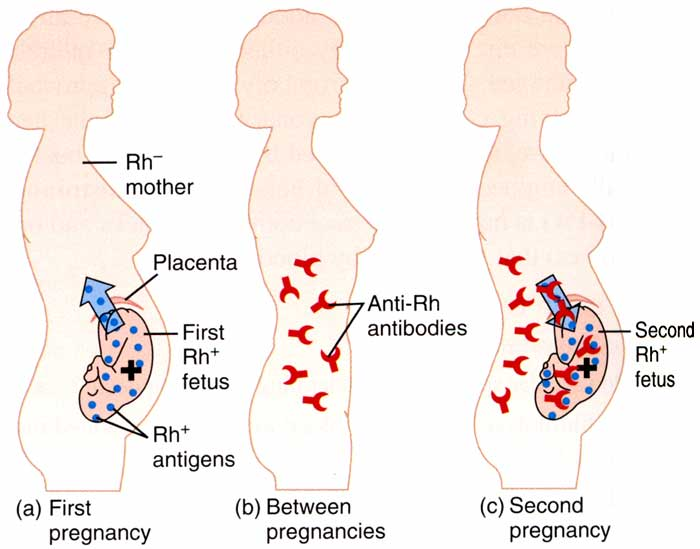 Rh⁻
mother
Placenta
First
Rh⁺
fetus
Rh⁺
antigens
(a) First
pregnancy
Anti-Rh
antibodies
(b) Between
pregnancies
Second
Rh⁺
fetus
(c) Second
pregnancy